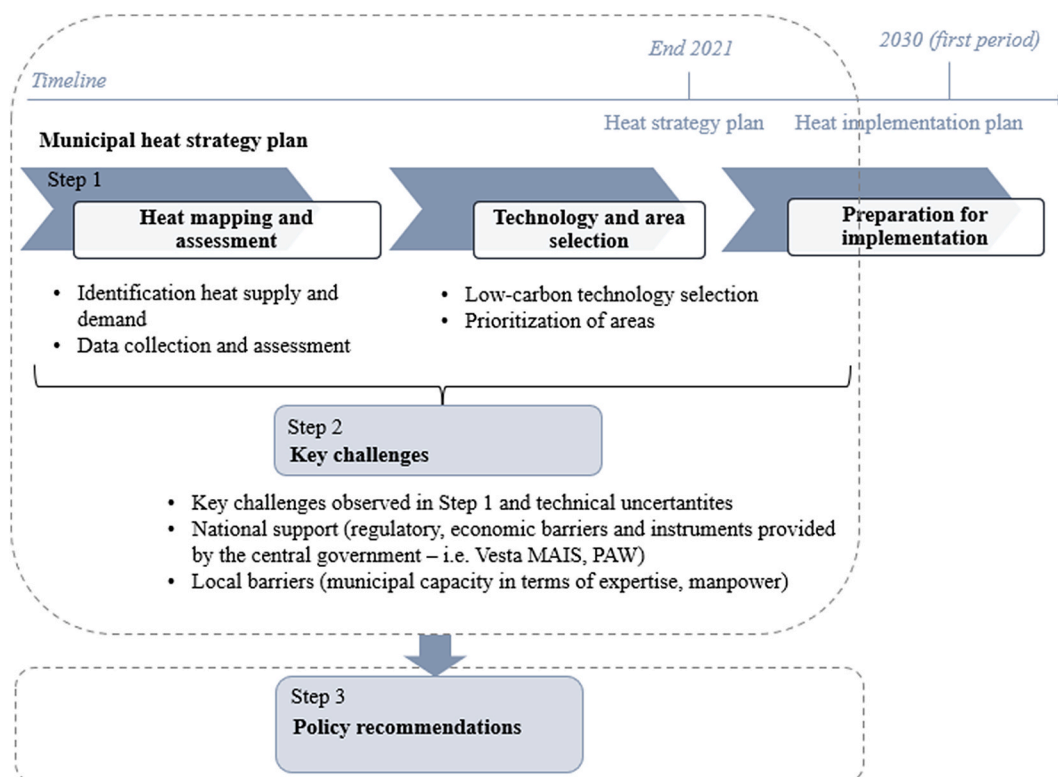 2030 (first period)
End 2021
Timeline
Heat strategy plan
Heat implementation plan
Municipal heat strategy plan
Step 1
Heat mapping and
assessment
Technology and area
selection
Preparation for
implementation
• Identification heat supply and
demand
• Data collection and assessment
• Low-carbon technology selection
• Prioritization of areas
Step 2
Key challenges
• Key challenges observed in Step 1 and technical uncertantites
• National support (regulatory, economic barriers and instruments provided
by the central government – i.e. Vesta MAIS, PAW)
• Local barriers (municipal capacity in terms of expertise, manpower)
Step 3
Policy recommendations